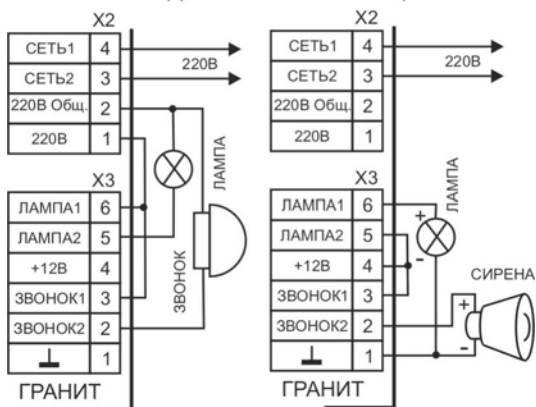 X2
СЕТЬ1 4
СЕТЬ2 3
220В Общ. 2
220В 1
220В
X3
ЛАМПА1 6
ЛАМПА2 5
+12В 4
ЗВОНОК1 3
ЗВОНОК2 2
1
ЛАМПА
ЗВОНОК
ГРАНИТ
X2
СЕТЬ1 4
СЕТЬ2 3
220В Общ. 2
220В 1
220В
X3
ЛАМПА1 6
ЛАМПА2 5
+12В 4
ЗВОНОК1 3
ЗВОНОК2 2
1
+
-
ЛАМПА
СИРЕНА
+
-
ГРАНИТ